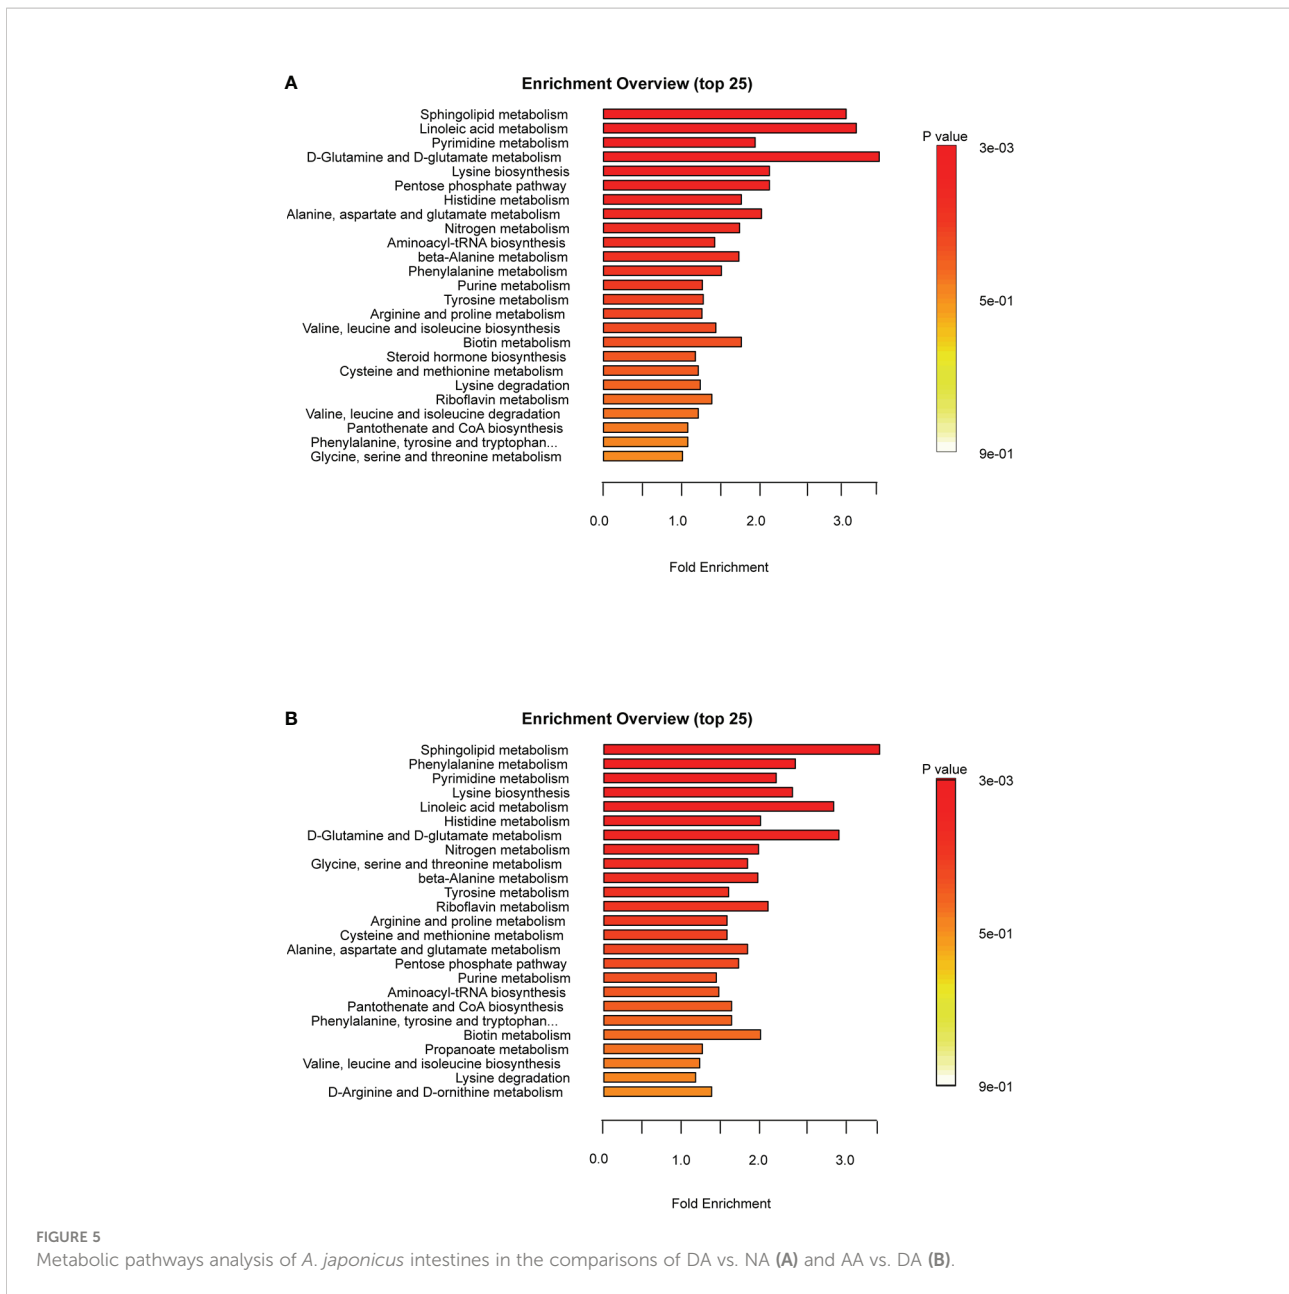 A
Enrichment Overview (top 25)
Sphingolipid metabolism
Linoleic acid metabolism
Pyrimidine metabolism
D-Glutamine and D-glutamate metabolism
Lysine biosynthesis
Pentose phosphate pathway
Histidine metabolism
Alanine, aspartate and glutamate metabolism
Nitrogen metabolism
Aminoacyl-tRNA biosynthesis
beta-Alanine metabolism
Phenylalanine metabolism
Purine metabolism
Tyrosine metabolism
Arginine and proline metabolism
Valine, leucine and isoleucine biosynthesis
Biotin metabolism
Steroid hormone biosynthesis
Cysteine and methionine metabolism
Lysine degradation
Riboflavin metabolism
Valine, leucine and isoleucine degradation
Pantothenate and CoA biosynthesis
Phenylalanine, tyrosine and tryptophan...
Glycine, serine and threonine metabolism
0.0 1.0 2.0 3.0
Fold Enrichment
P value
3e-03
5e-01
9e-01
B
Enrichment Overview (top 25)
Sphingolipid metabolism
Phenylalanine metabolism
Pyrimidine metabolism
Lysine biosynthesis
Linoleic acid metabolism
Histidine metabolism
D-Glutamine and D-glutamate metabolism
Nitrogen metabolism
Glycine, serine and threonine metabolism
beta-Alanine metabolism
Tyrosine metabolism
Riboflavin metabolism
Arginine and proline metabolism
Cysteine and methionine metabolism
Alanine, aspartate and glutamate metabolism
Pentose phosphate pathway
Purine metabolism
Aminoacyl-tRNA biosynthesis
Pantothenate and CoA biosynthesis
Phenylalanine, tyrosine and tryptophan...
Biotin metabolism
Propanoate metabolism
Valine, leucine and isoleucine biosynthesis
Lysine degradation
D-Arginine and D-ornithine metabolism
0.0 1.0 2.0 3.0
Fold Enrichment
P value
3e-03
5e-01
9e-01
FIGURE 5
Metabolic pathways analysis of A. japonicus intestines in the comparisons of DA vs. NA (A) and AA vs. DA (B).